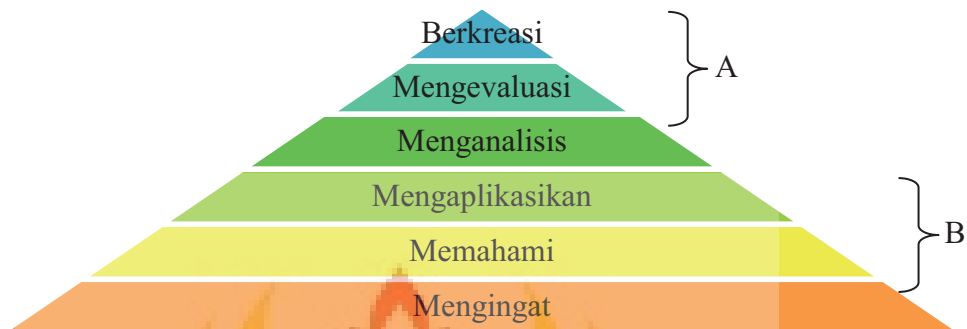 Berkreasi
Mengevaluasi
A
Menganalisis
Mengaplikasikan
Memahami
B
Mengingat